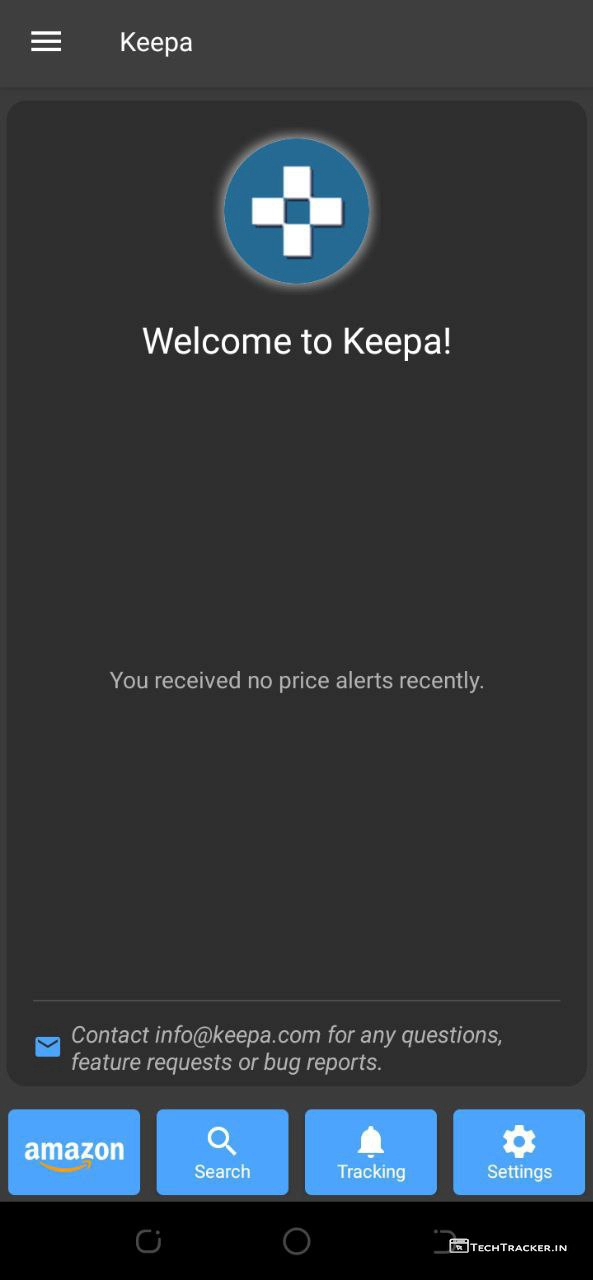 Keepa
Welcome to Keepa!
You received no price alerts recently.
Contact info@keepa.com for any questions,
feature requests or bug reports.
amazon
Search
Tracking
Settings
TechTracker.in